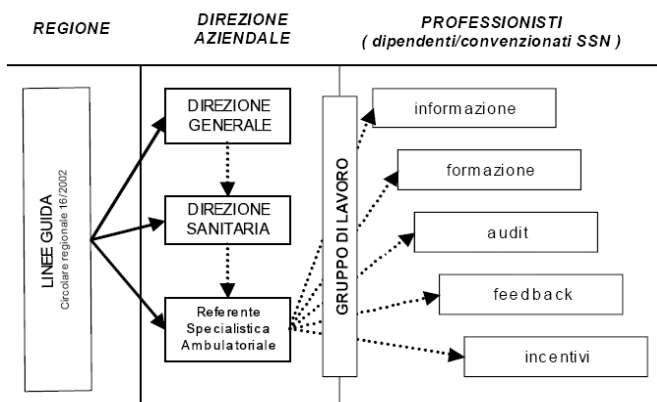 REGIONE
DIREZIONE
AZIENDALE
PROFESSIONISTI
( dipendenti/convenzionati SSN )
LINEE GUIDA
Circolare regionale 16/2002
DIREZIONE
GENERALE
DIREZIONE
SANITARIA
Referente
Specialistica
Ambulatoriale
GRUPPO DI LAVORO
informazione
formazione
audit
feedback
incentivi